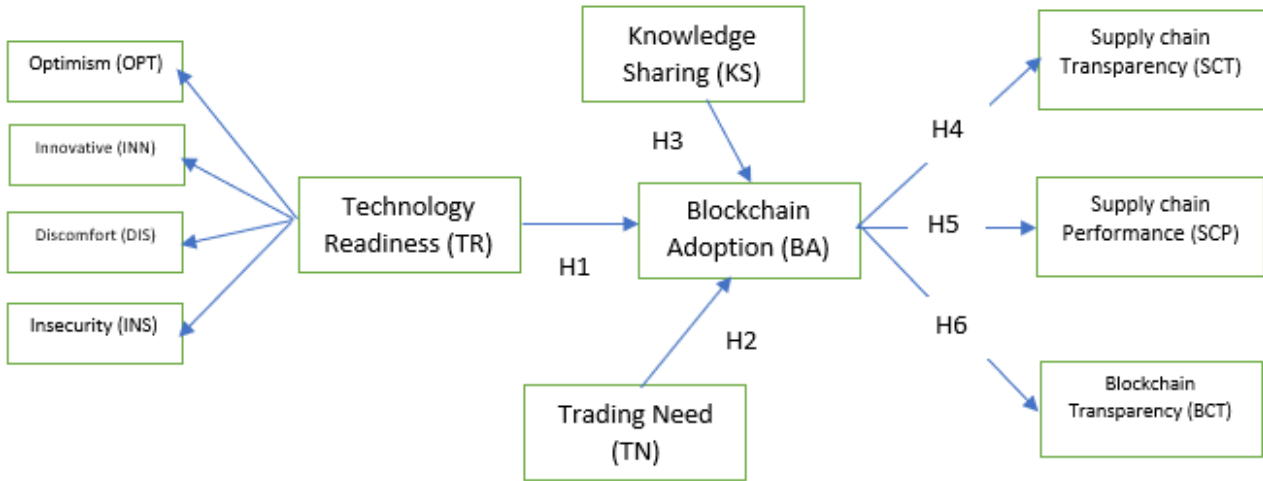 Optimism (OPT)
Innovative (INN)
Discomfort (DIS)
Insecurity (INS)
Technology
Readiness (TR)
H1
Knowledge
Sharing (KS)
H3
Blockchain
Adoption (BA)
H2
Trading Need
(TN)
H4
H5
H6
Supply chain
Transparency (SCT)
Supply chain
Performance (SCP)
Blockchain
Transparency (BCT)